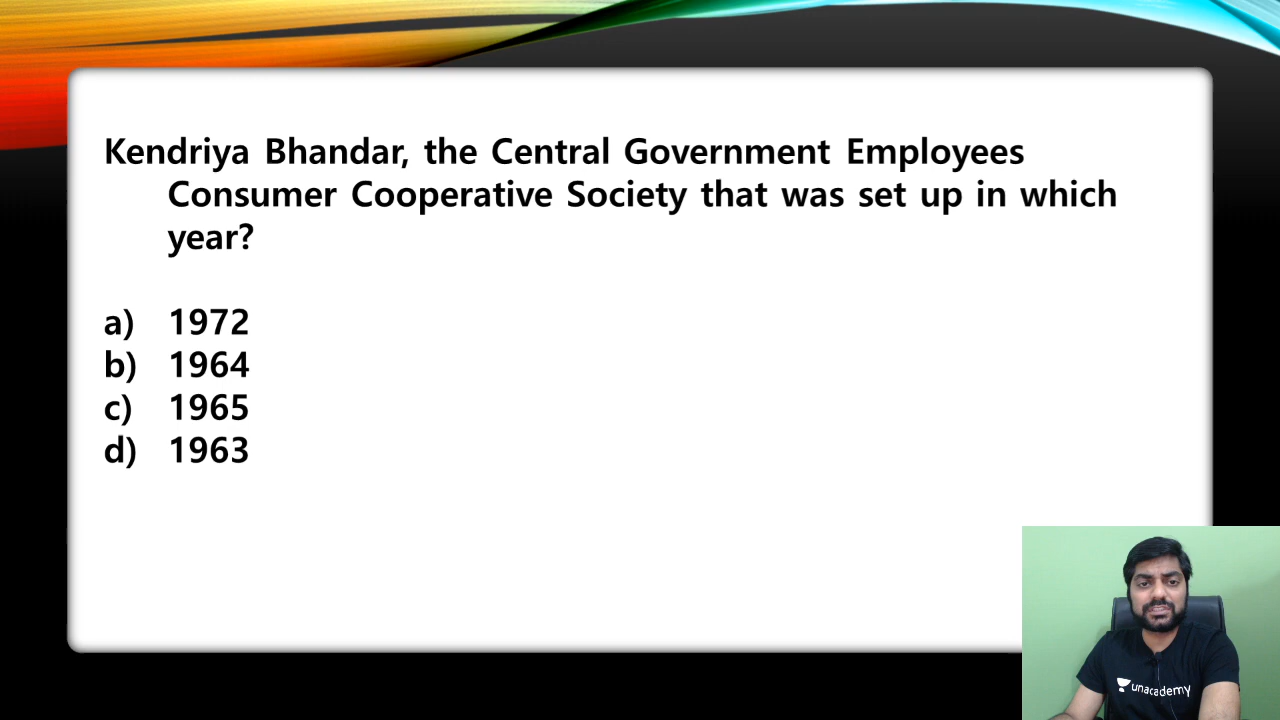 Kendriya Bhandar, the Central Government Employees
Consumer Cooperative Society that was set up in which
year?
a) 1972
b) 1964
c) 1965
d) 1963
unacademy